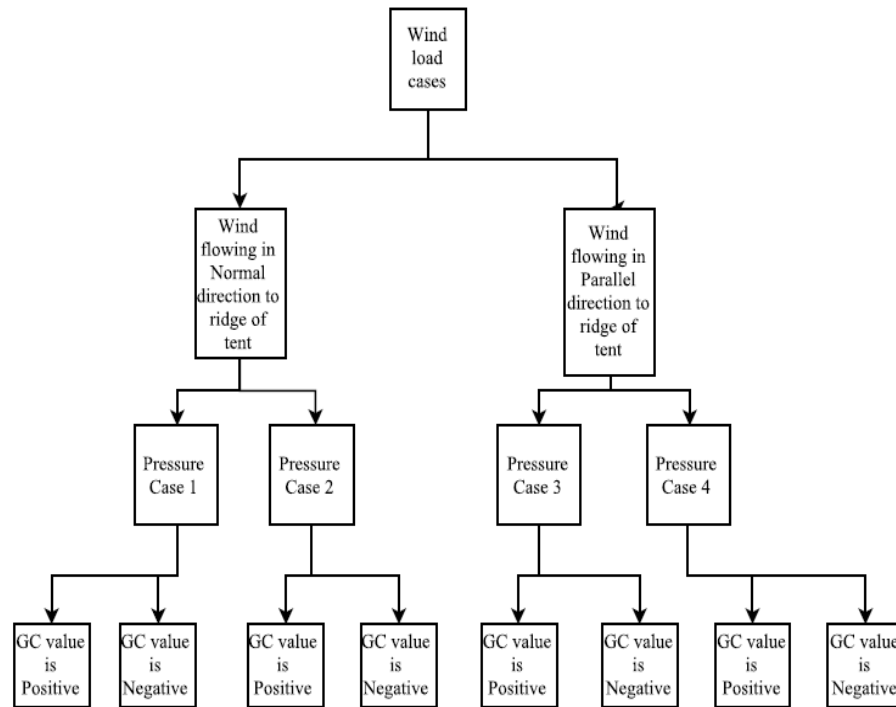 Wind
load
cases
Wind
flowing in
Normal
direction to
ridge of
tent
Wind
flowing in
Parallel
direction to
ridge of
tent
Pressure
Case 1
Pressure
Case 2
Pressure
Case 3
Pressure
Case 4
GC value
is
Positive
GC value
is
Negative
GC value
is
Positive
GC value
is
Negative
GC value
is
Positive
GC value
is
Negative
GC value
is
Positive
GC value
is
Negative